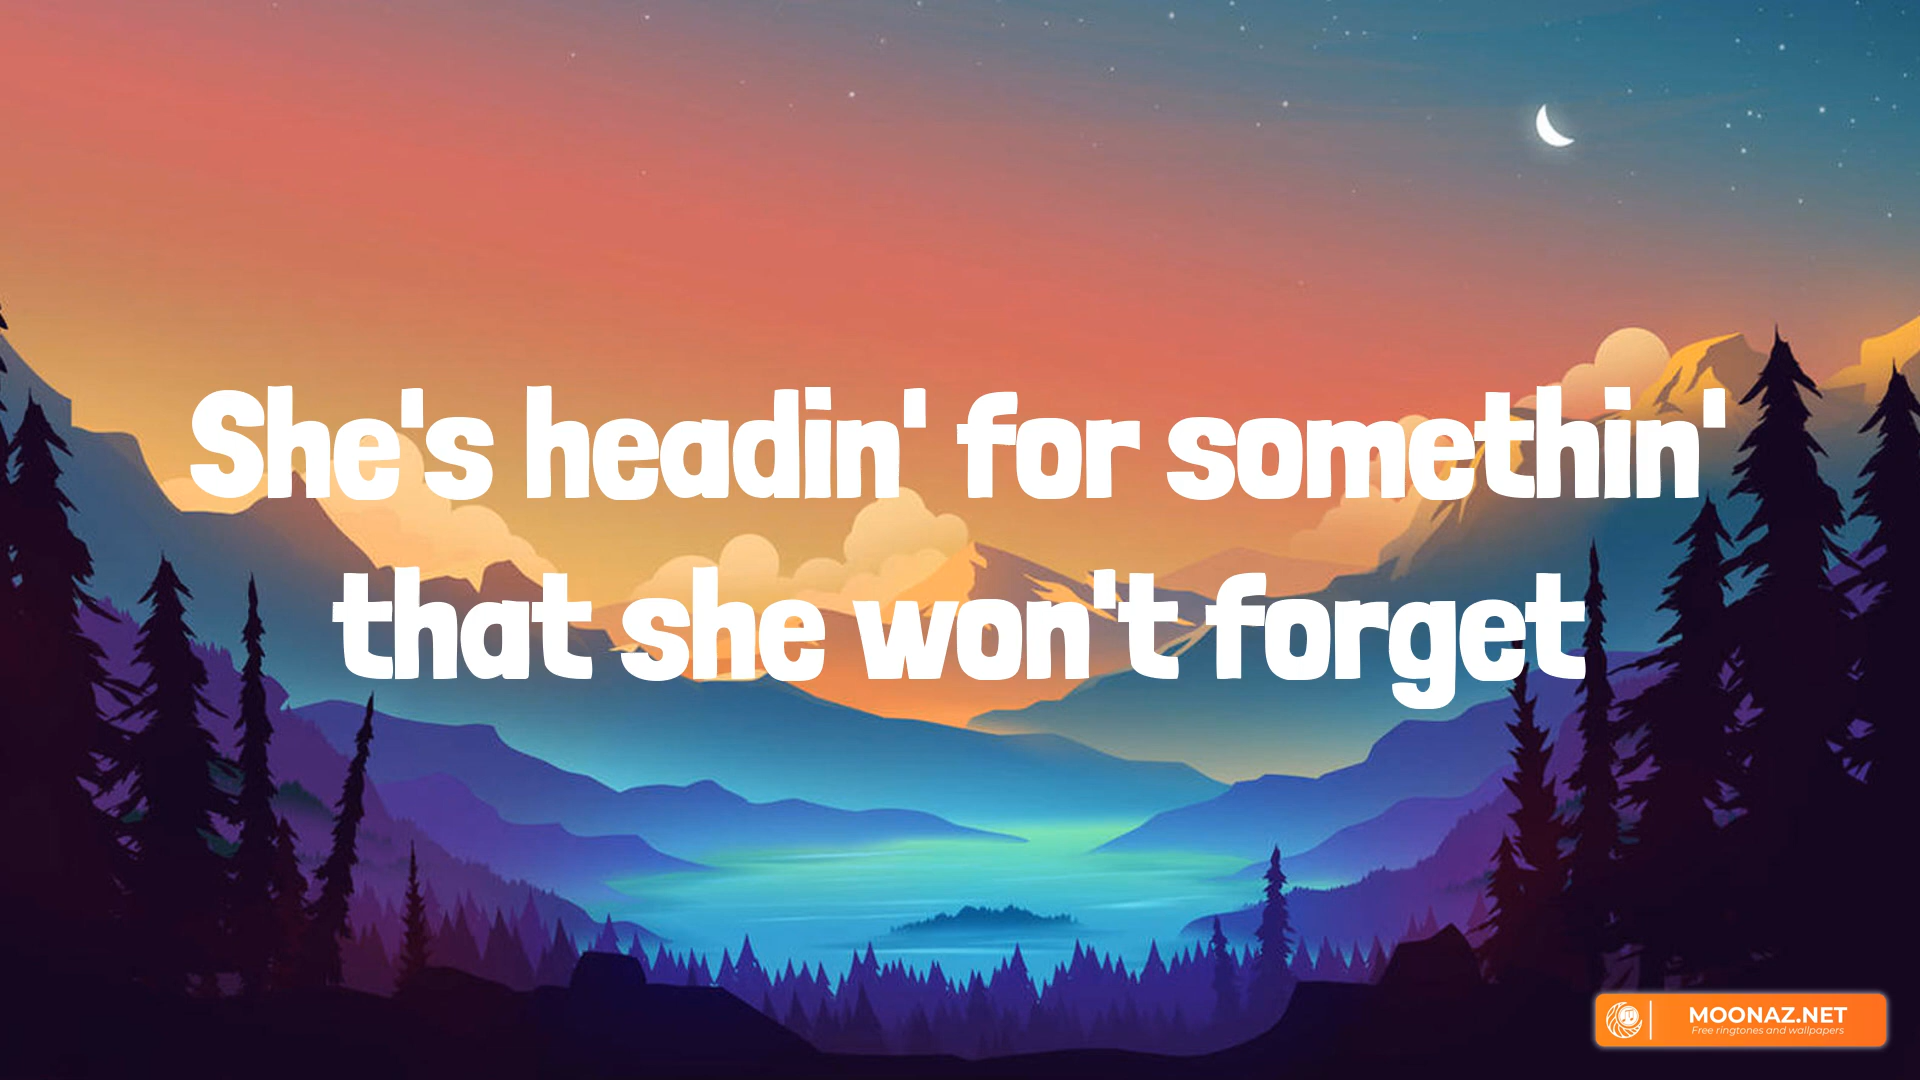 She's headin' for somethin'
that she won't forget
MOONAZ.NET
Free ringtones and wallpapers